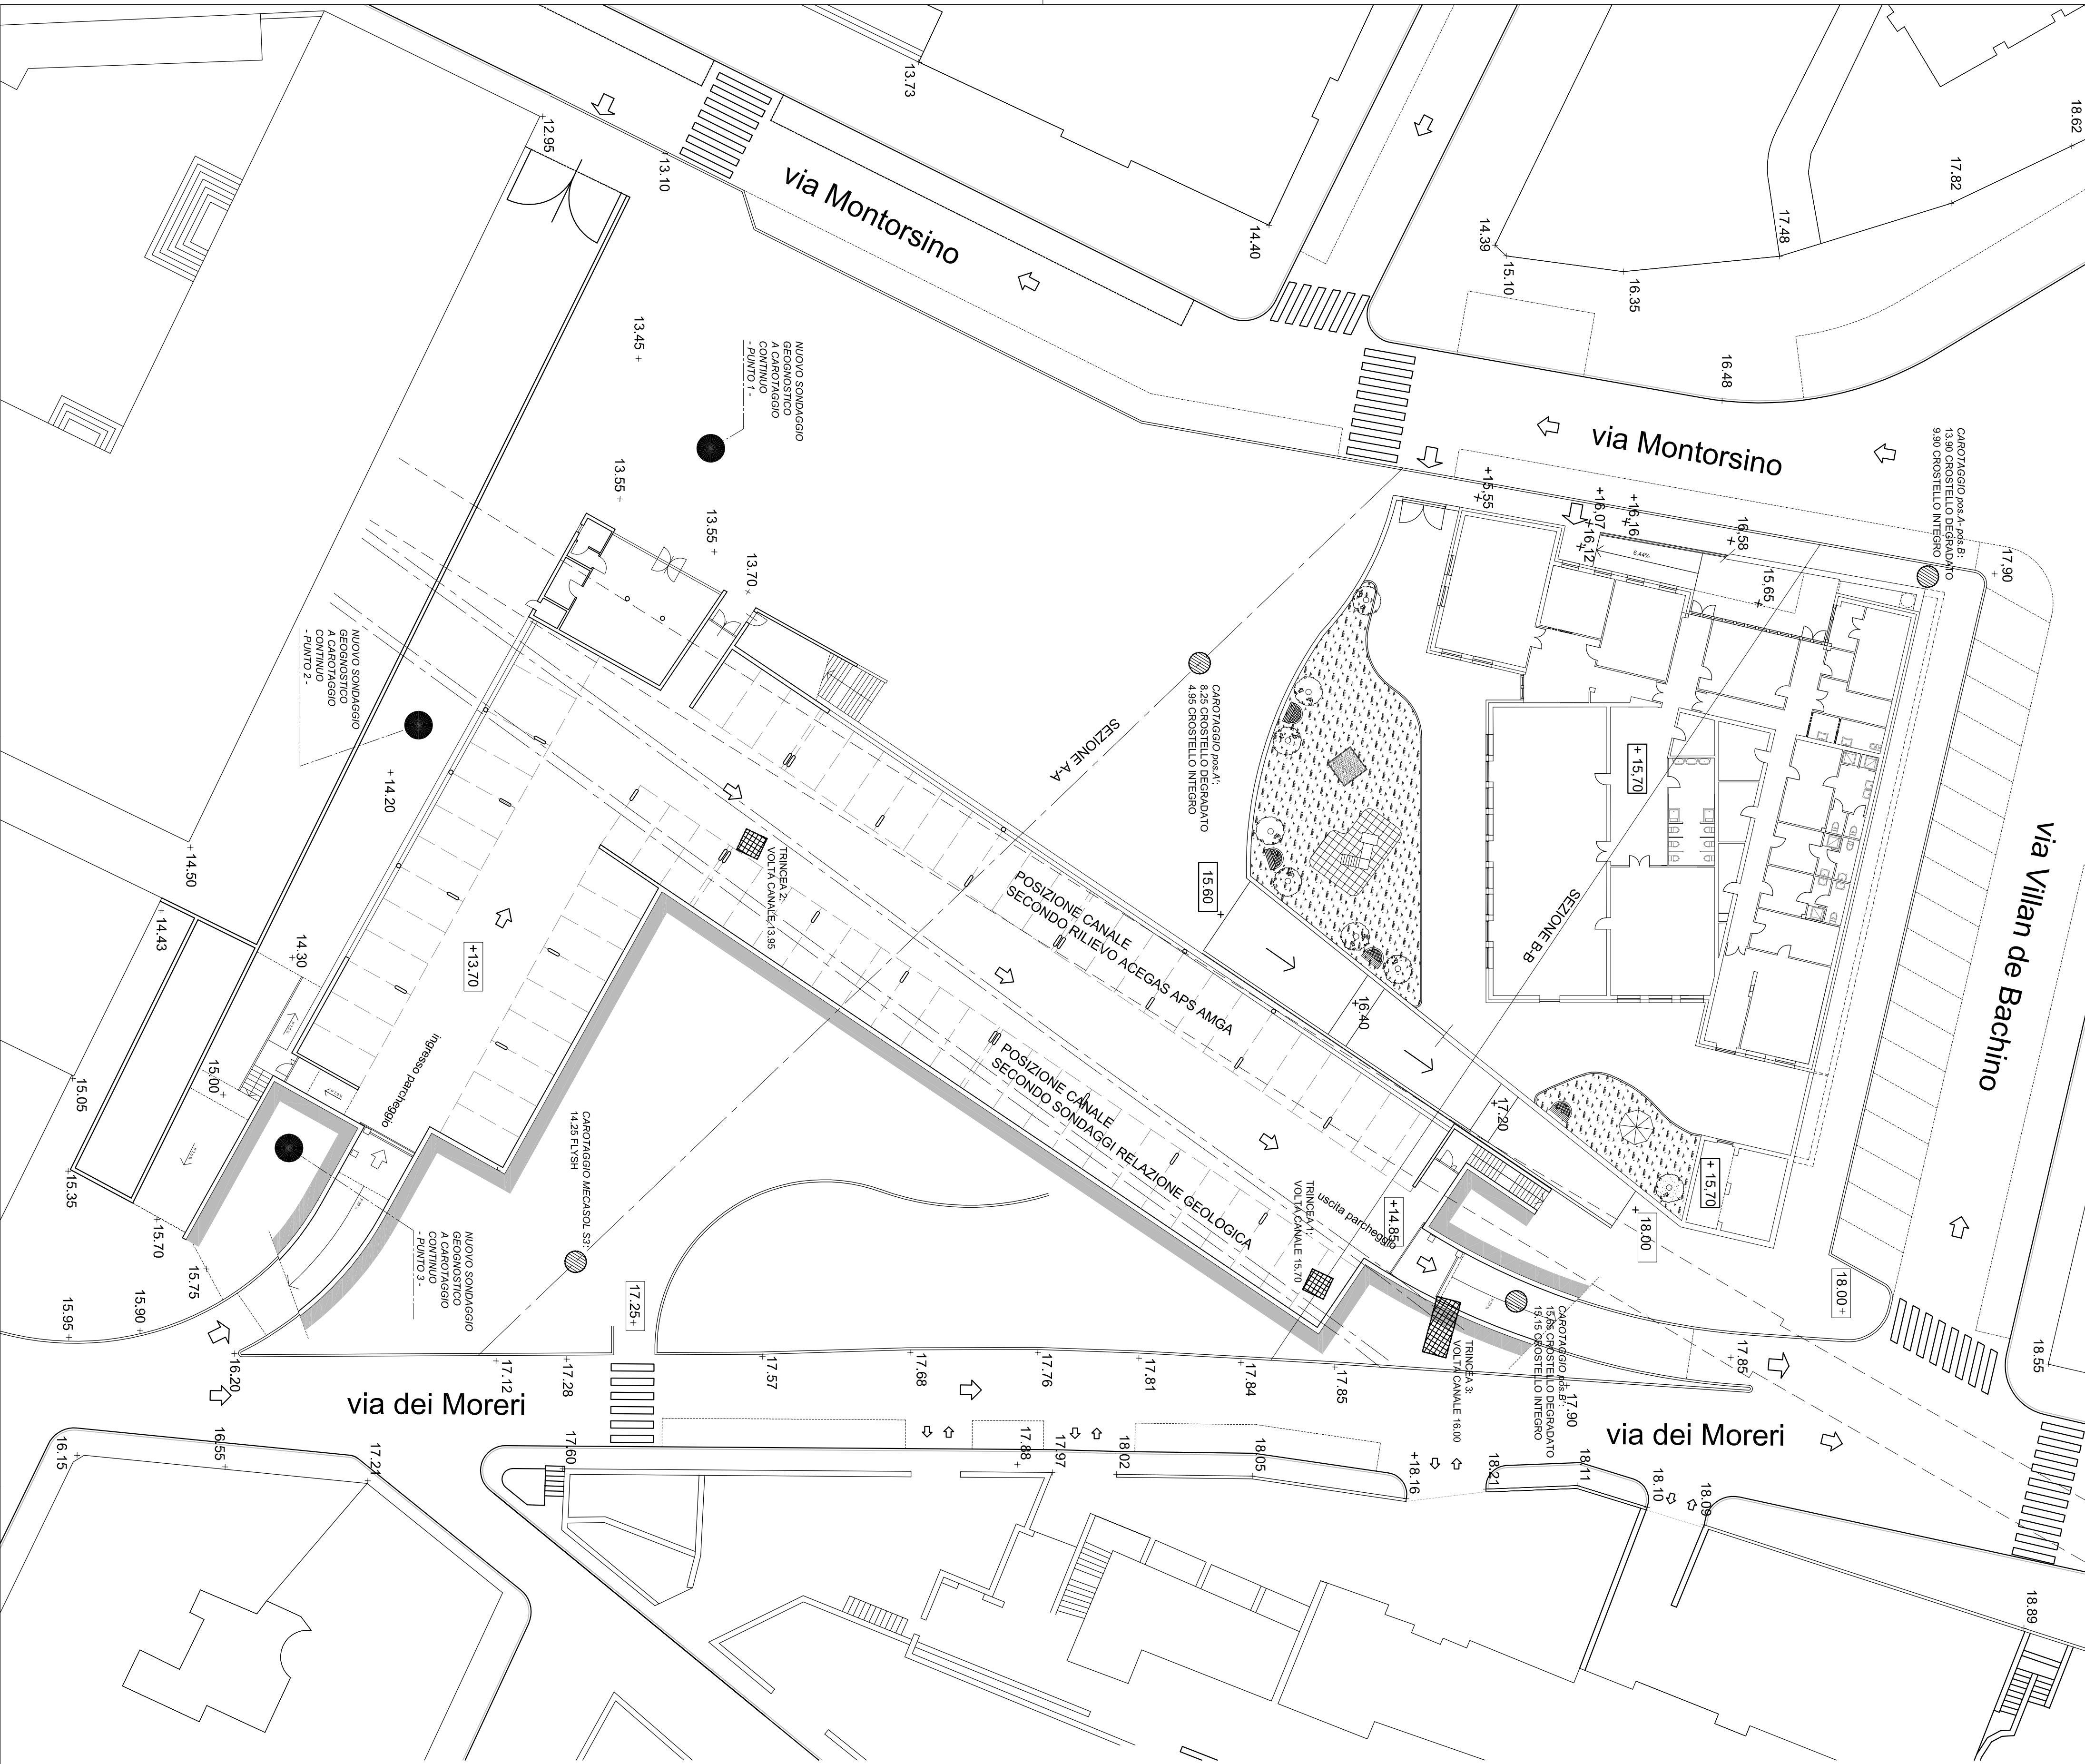 via Montorsino
via Montorsino
via Villan de Bachino
via dei Moreri
via dei Moreri
13.73
12.95
13.10
14.40
14.39
15.10
16.35
17.48
17.82
18.62
16.48
13.45
NUOVO SONDAGGIO
GEOGNOSTICO
A CAROTAGGIO
CONTINUO
- PUNTO 1 -
13.55
13.55
13.70
CAROTAGGIO pos.A- pos.B:
13.90 CROSTELLO DEGRADATO
9.90 CROSTELLO INTEGRO
+15,55
+16,07
+16,16
+16,12
16,58
6,44%
15,65
17,90
NUOVO SONDAGGIO
GEOGNOSTICO
A CAROTAGGIO
CONTINUO
- PUNTO 2 -
14.20
14.50
14.43
14.30
15.00
15.05
15.35
15.70
15.75
15.90
15.95
16.20
SEZIONE A-A
CAROTAGGIO pos.A':
8.25 CROSTELLO DEGRADATO
4.95 CROSTELLO INTEGRO
15.60
+ 15,70
SEZIONE B-B
TRINCEA 2:
VOLTA CANALE 13.95
POSIZIONE CANALE
SECONDO RILIEVO ACEGAS APS AMGA
POSIZIONE CANALE
SECONDO SONDAGGI RELAZIONE GEOLOGICA
+13.70
ingresso parcheggio
16.40
17.20
+ 15,70
18.00
18.00
CAROTAGGIO MECASOL S3:
14.25 FLYSH
NUOVO SONDAGGIO
GEOGNOSTICO
A CAROTAGGIO
CONTINUO
- PUNTO 3 -
TRINCEA 1:
VOLTA CANALE 15.70
uscita parcheggio
+14.85
CAROTAGGIO pos.B':
15.65 CROSTELLO DEGRADATO
15.15 CROSTELLO INTEGRO
TRINCEA 3:
VOLTA CANALE 16.00
17.25
17.12
17.28
17.57
17.68
17.76
17.81
17.84
17.85
17.85
17.90
18.55
16.15
16.55
17.21
17.60
17.88
17.97
18.02
18.05
+18.16
18.21
18.11
18.10
18.09
18.89